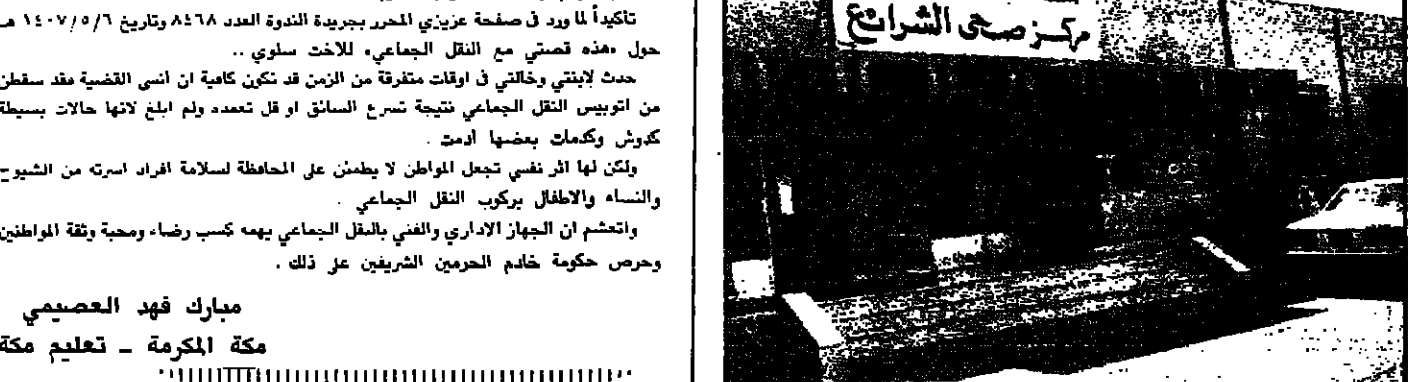 تأكيداً لما ورد في صفحة عزيزي المحرر بجريدة الندوة العدد ٨٤٦٨ وتاريخ ١٤٠٧/٥/٦ هـ
حول «هذه قصتي مع النقل الجماعي» للاخت سلوي ..
حدث لإبنتي وخالتي في اوقات متفرقة من الزمن قد تكون كافية ان انسى القضية فقد سقطن
من اتوبيس النقل الجماعي نتيجة تسرع السائق او قل تعمده ولم ابلغ لانها حالات بسيطة
كدوش وكدمات بعضها أدمت .
ولكن لها اثر نفسي تجعل المواطن لا يطمئن على المحافظة لسلامة افراد اسرته من الشيوخ
والنساء والاطفال بركوب النقل الجماعي .
واتعشم ان الجهاز الاداري والفني بالنقل الجماعي يهمه كسب رضاء ومحبة وثقة المواطنين
وحرص حكومة خادم الحرمين الشريفين على ذلك .
مبارك فهد العصيمي
مكة المكرمة ـ تعليم مكة
مركز صحي الشرائع